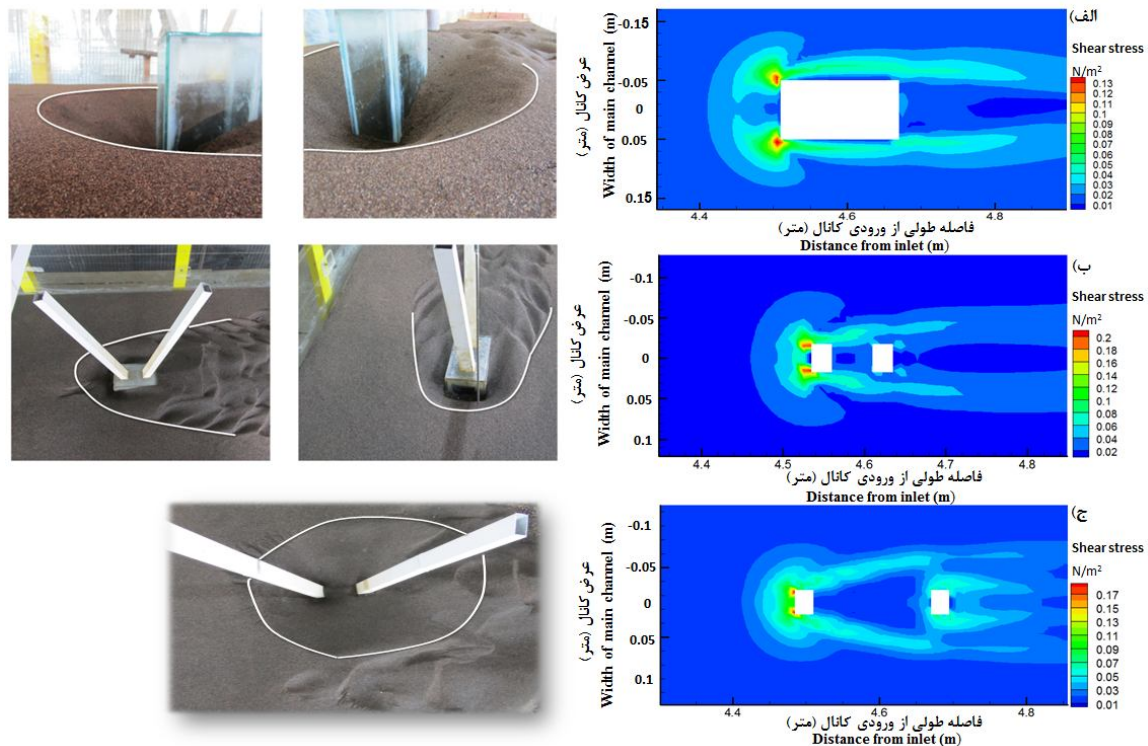 الف)
Shear stress
N/m²
0.13
0.12
0.11
0.1
0.09
0.08
0.07
0.06
0.05
0.04
0.03
0.02
0.01
عرض کانال (متر)
Width of main channel (m)
-0.15
-0.05
0
0.05
0.15
4.4
4.6
4.8
فاصله طولی از ورودی کانال (متر)
Distance from inlet (m)
ب)
Shear stress
N/m²
0.2
0.18
0.16
0.14
0.12
0.1
0.08
0.06
0.04
0.02
عرض کانال (متر)
Width of main channel (m)
-0.1
-0.05
0
0.05
0.1
4.4
4.5
4.6
4.7
4.8
فاصله طولی از ورودی کانال (متر)
Distance from inlet (m)
ج)
Shear stress
N/m²
0.17
0.15
0.13
0.11
0.09
0.07
0.05
0.03
0.01
عرض کانال (متر)
Width of main channel (m)
-0.1
-0.05
0
0.05
0.1
4.4
4.6
4.8
فاصله طولی از ورودی کانال (متر)
Distance from inlet (m)